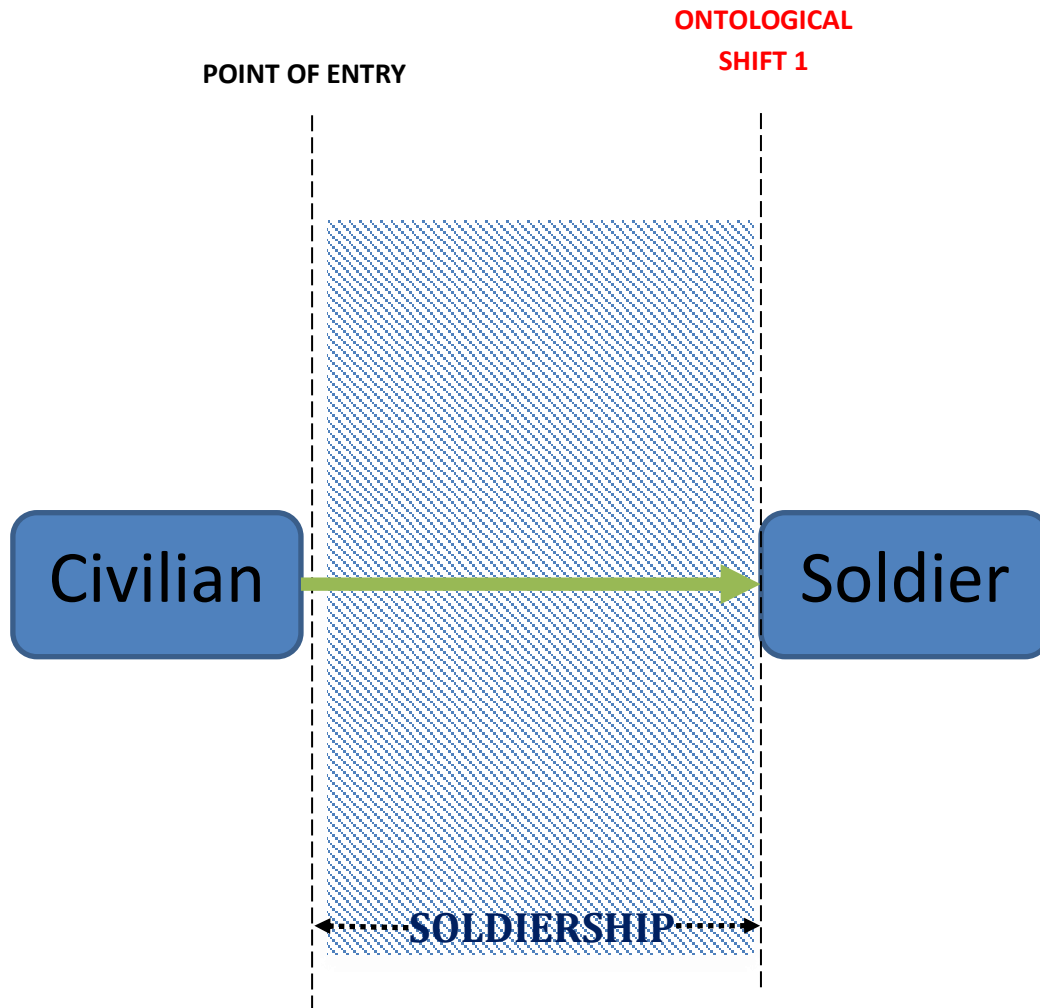 ONTOLOGICAL
SHIFT 1
POINT OF ENTRY
Civilian
Soldier
SOLDIERSHIP